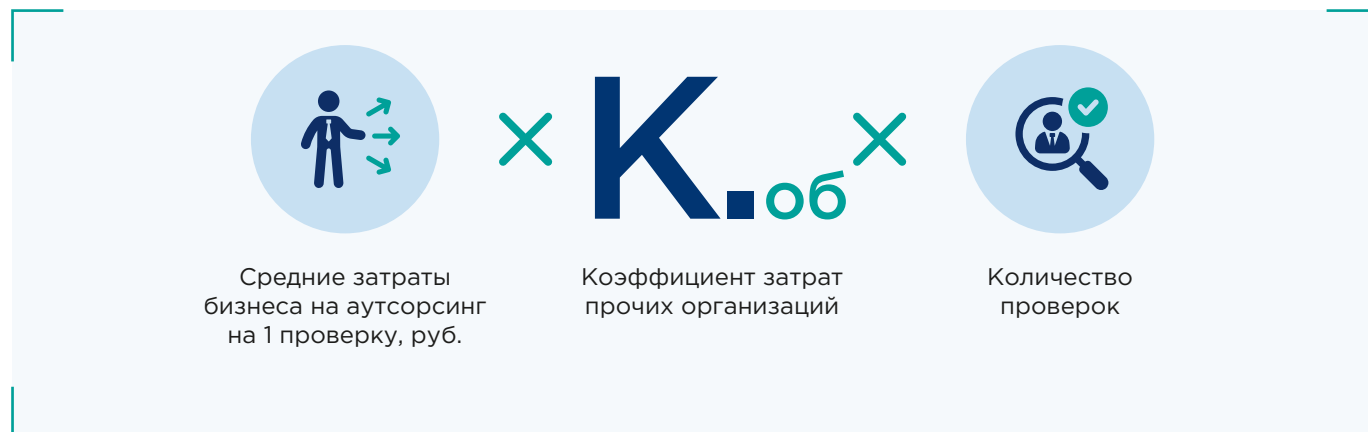 К.об
Средние затраты
бизнеса на аутсорсинг
на 1 проверку, руб.
Коэффициент затрат
прочих организаций
Количество
проверок